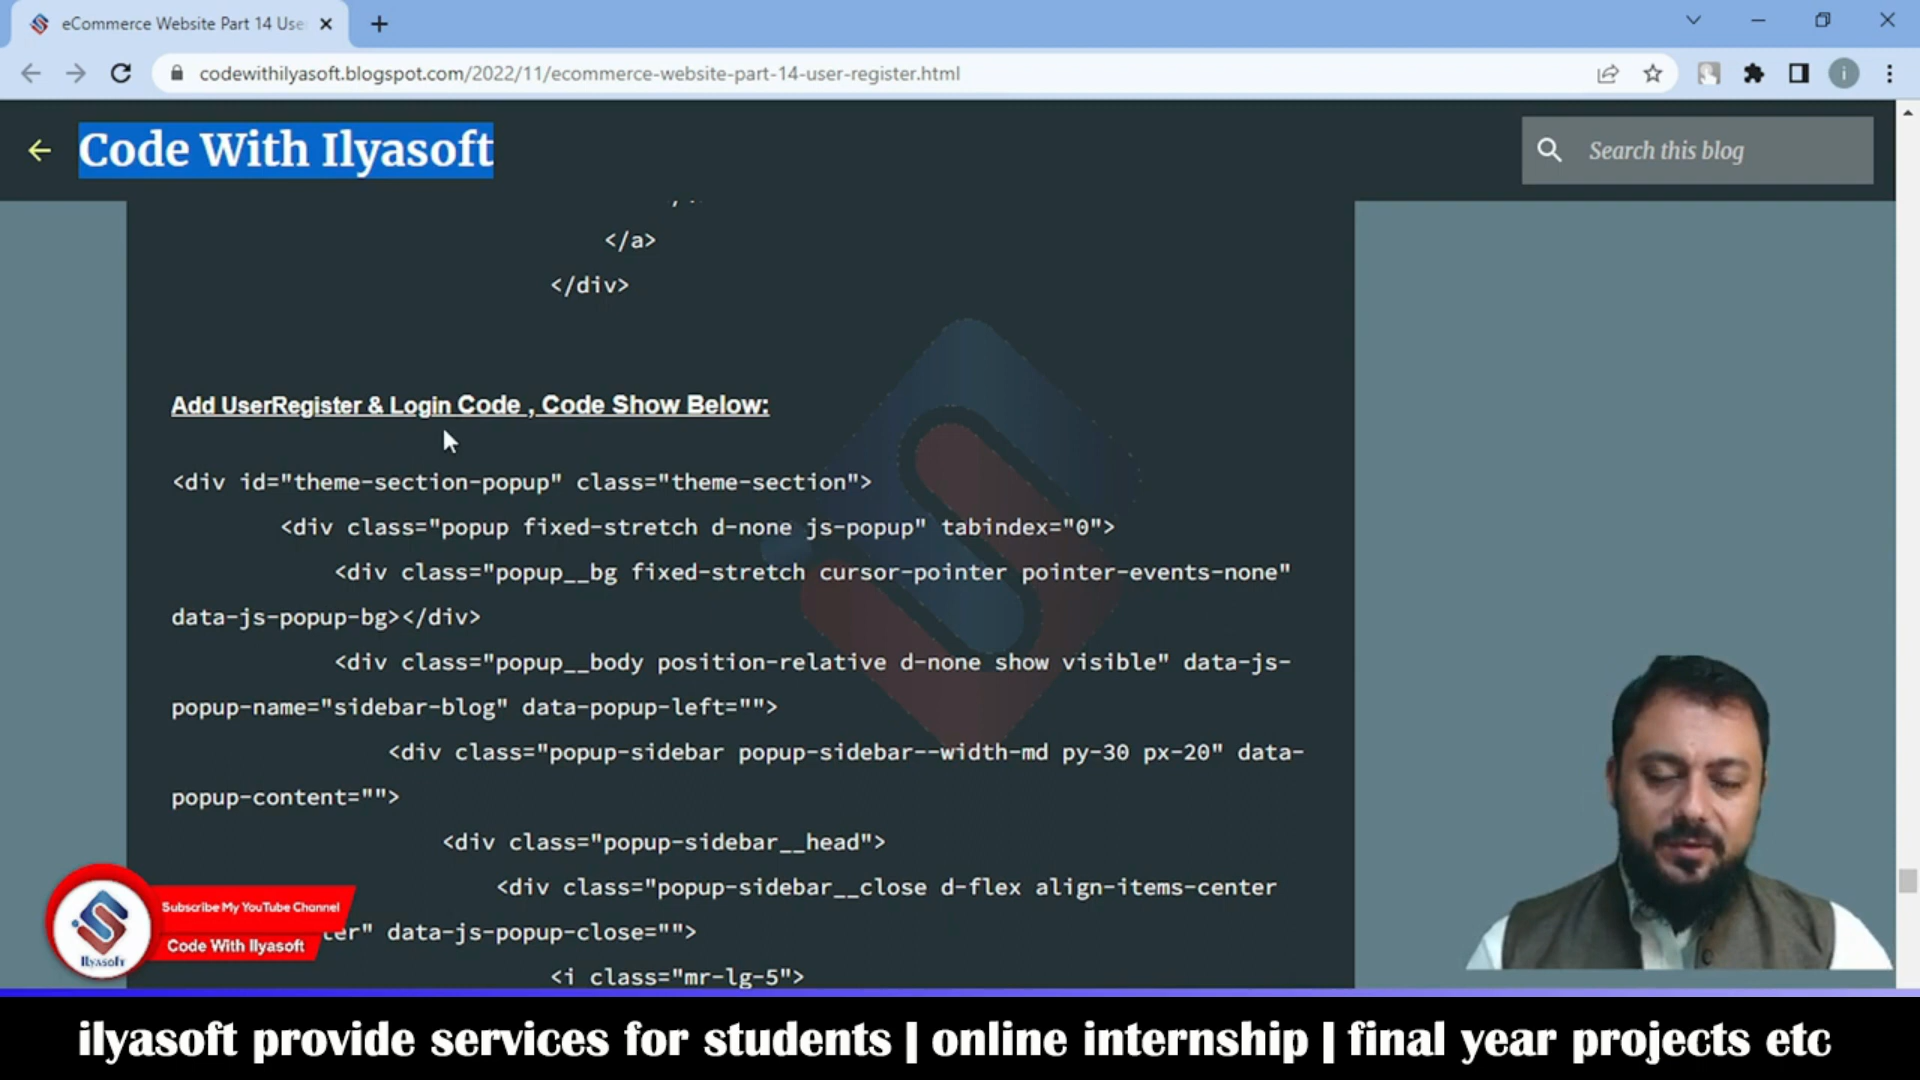 eCommerce Website Part 14 Use
codewithilyasoft.blogspot.com/2022/11/ecommerce-website-part-14-user-register.html
i
Code With Ilyasoft
Search this blog
</a>
</div>
Add UserRegister & Login Code , Code Show Below:
<div id="theme-section-popup" class="theme-section">
<div class="popup fixed-stretch d-none js-popup" tabindex="0">
<div class="popup__bg fixed-stretch cursor-pointer pointer-events-none"
data-js-popup-bg></div>
<div class="popup__body position-relative d-none show visible" data-js-
popup-name="sidebar-blog" data-popup-left="">
<div class="popup-sidebar popup-sidebar--width-md py-30 px-20" data-
popup-content="">
<div class="popup-sidebar__head">
<div class="popup-sidebar__close d-flex align-items-center
ter" data-js-popup-close="">
<i class="mr-lg-5">
Subscribe My YouTube Channel
Code With Ilyasoft
Ilyasoft
ilyasoft provide services for students | online internship | final year projects etc